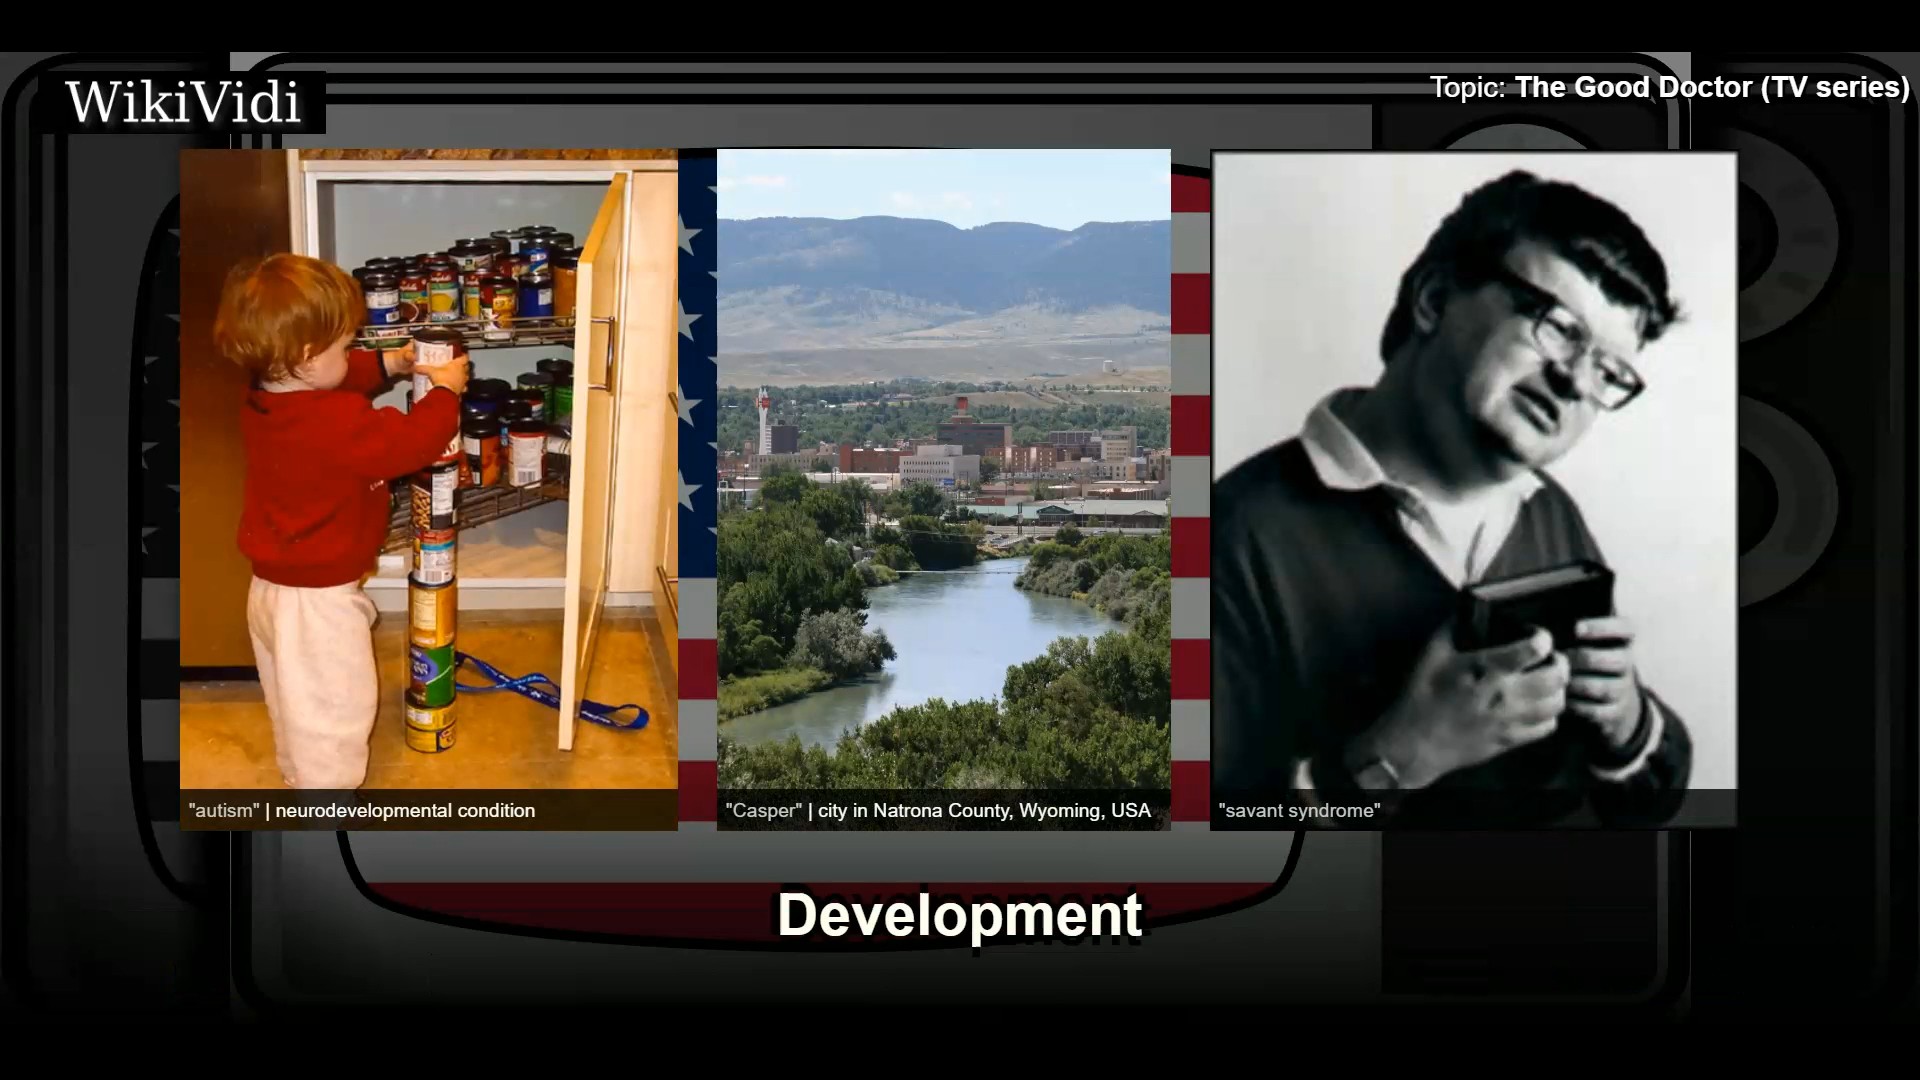 WikiVidi
Topic: The Good Doctor (TV series)
"autism" | neurodevelopmental condition
"Casper" | city in Natrona County, Wyoming, USA
"savant syndrome"
Development